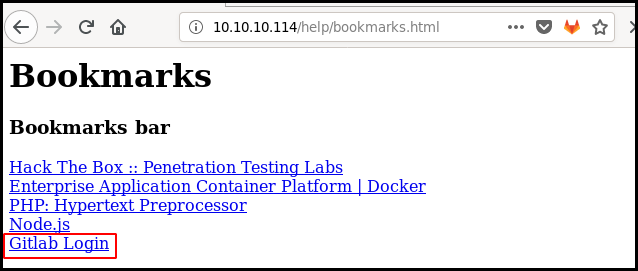 10.10.10.114/help/bookmarks.html
Bookmarks
Bookmarks bar
Hack The Box :: Penetration Testing Labs
Enterprise Application Container Platform | Docker
PHP: Hypertext Preprocessor
Node.js
Gitlab Login